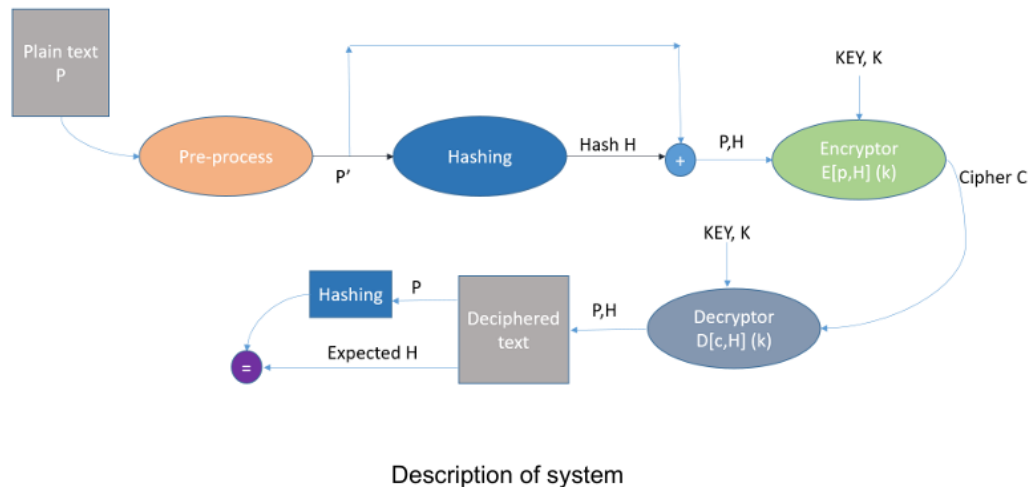 Plain text
P
Pre-process
P’
Hashing
Hash H
+
P,H
KEY, K
Encryptor
E[p,H] (k)
Cipher C
KEY, K
Decryptor
D[c,H] (k)
P,H
Deciphered
text
P
Hashing
Expected H
=
Description of system